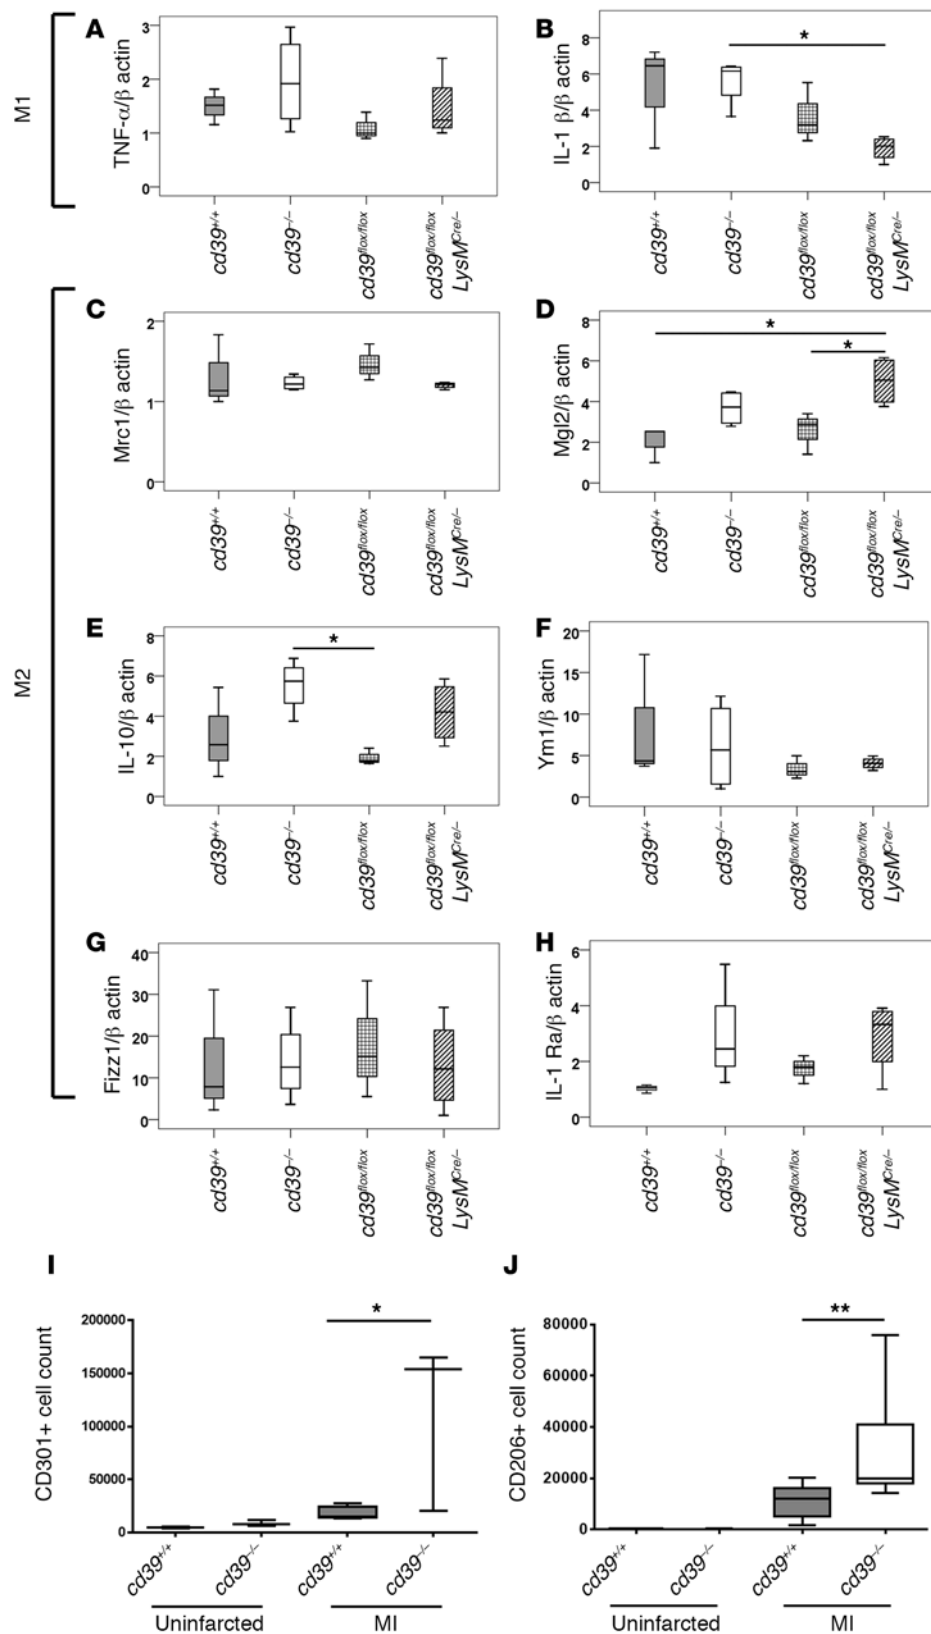 M1
A
TNF-α/β actin
3
2
1
0
cd39+/+
cd39−/−
cd39flox/flox
cd39flox/flox
LysMCre/−
B
IL-1 β/β actin
8
6
4
2
0
*
cd39+/+
cd39−/−
cd39flox/flox
cd39flox/flox
LysMCre/−
M2
C
Mrc1/β actin
2
1
0
cd39+/+
cd39−/−
cd39flox/flox
cd39flox/flox
LysMCre/−
D
Mgl2/β actin
8
6
4
2
0
*
*
cd39+/+
cd39−/−
cd39flox/flox
cd39flox/flox
LysMCre/−
E
IL-10/β actin
8
6
4
2
0
*
cd39+/+
cd39−/−
cd39flox/flox
cd39flox/flox
LysMCre/−
F
Ym1/β actin
20
15
10
5
0
cd39+/+
cd39−/−
cd39flox/flox
cd39flox/flox
LysMCre/−
G
Fizz1/β actin
40
30
20
10
0
cd39+/+
cd39−/−
cd39flox/flox
cd39flox/flox
LysMCre/−
H
IL-1 Ra/β actin
6
4
2
0
cd39+/+
cd39−/−
cd39flox/flox
cd39flox/flox
LysMCre/−
I
CD301+ cell count
200000
150000
100000
50000
0
*
cd39+/+
cd39−/−
cd39+/+
cd39−/−
Uninfarcted
MI
J
CD206+ cell count
80000
60000
40000
20000
0
**
cd39+/+
cd39−/−
cd39+/+
cd39−/−
Uninfarcted
MI